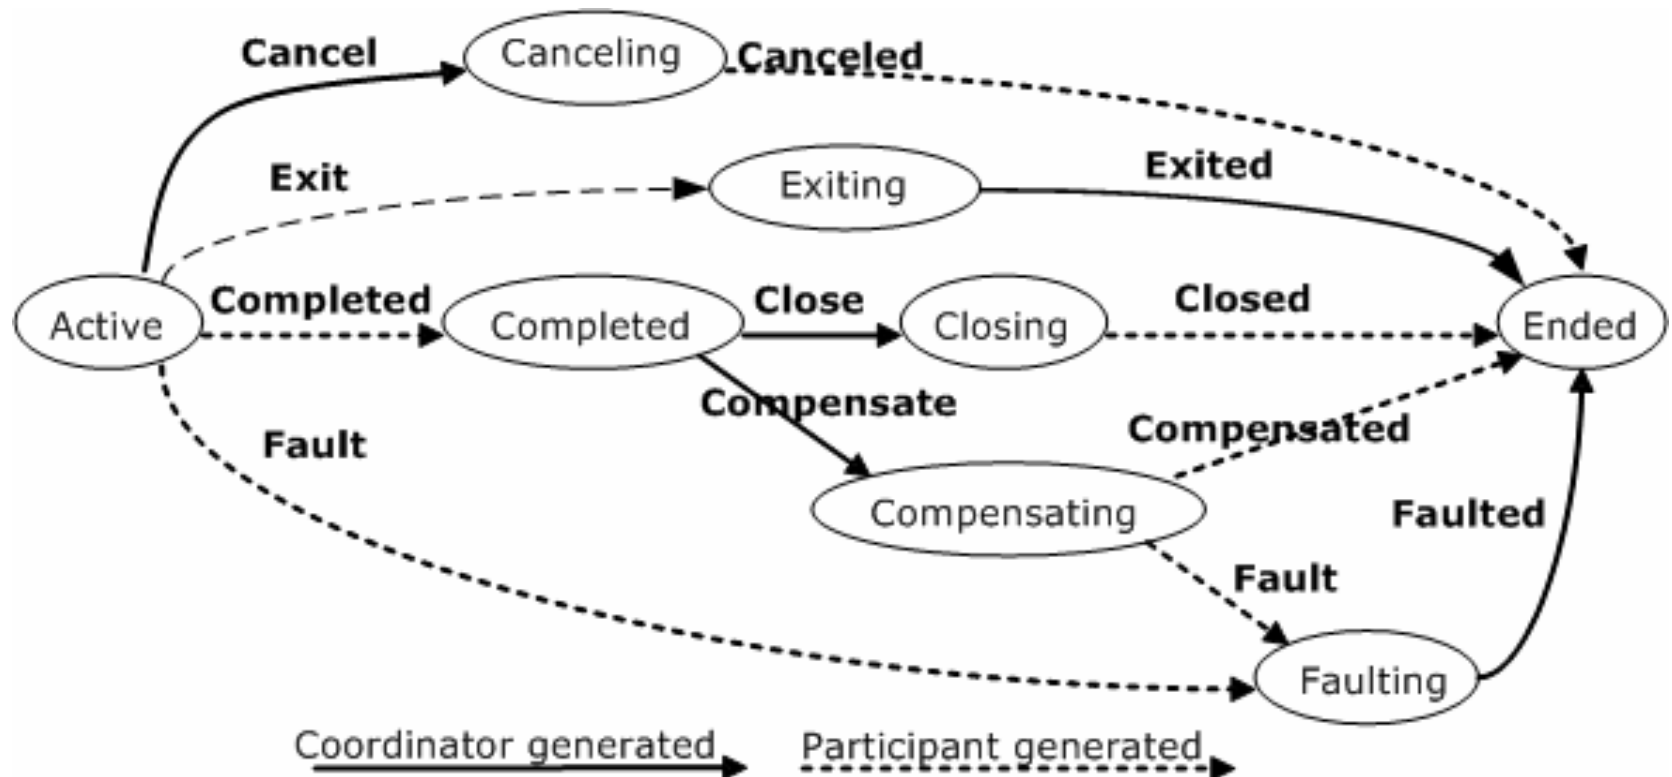 Cancel
Canceling
Canceled
Exit
Exiting
Exited
Active
Completed
Completed
Close
Closing
Closed
Ended
Compensate
Compensated
Fault
Compensating
Faulted
Fault
Faulting
Coordinator generated
Participant generated